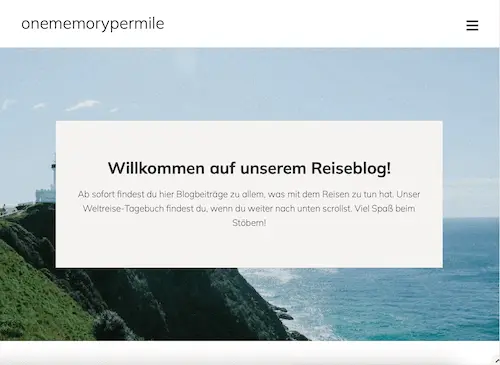 onememorypermile
Willkommen auf unserem Reiseblog!
Ab sofort findest du hier Blogbeiträge zu allem, was mit dem Reisen zu tun hat. Unser
Weltreise-Tagebuch findest du, wenn du weiter nach unten scrollst. Viel Spaß beim
Stöbern!